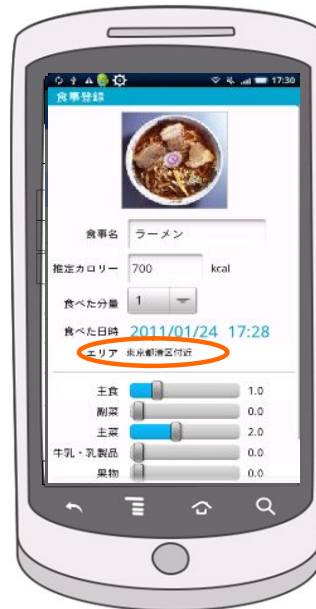 17:30
食事登録
食事名 ラーメン
推定カロリー 700 kcal
食べた分量 1
食べた日時 2011/01/24 17:28
エリア 東京都港区付近
主食 1.0
副菜 0.0
主菜 2.0
牛乳・乳製品 0.0
果物 0.0